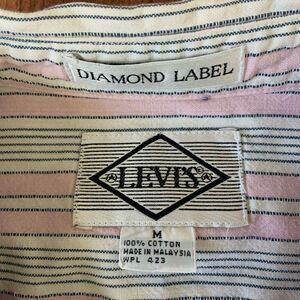 DIAMOND LABEL
LEVI'S
M
100% COTTON
MADE IN MALAYSIA
WPL 423